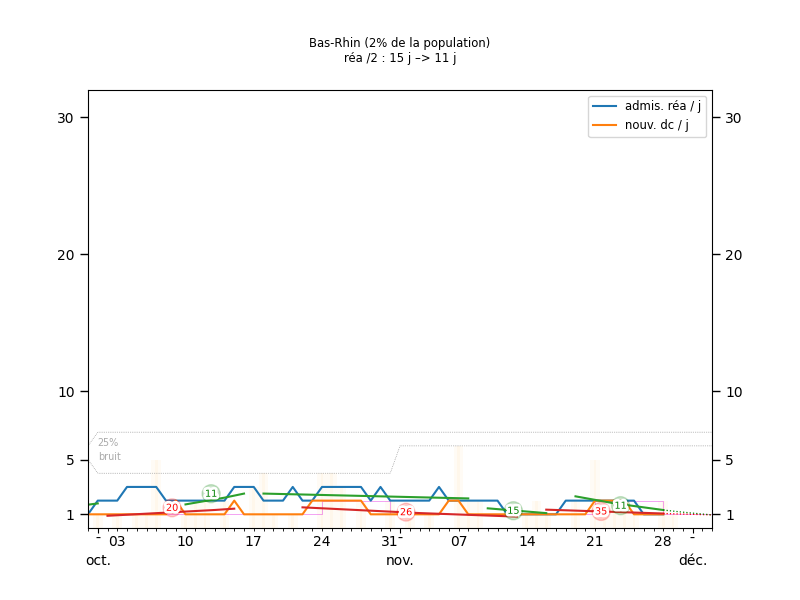 Bas-Rhin (2% de la population)
réa /2 : 15 j –> 11 j
admis. réa / j
nouv. dc / j
30 30
20 20
10 10
5 5
1 1
25%
bruit
11
20
26
15
35
11
- 03 10 17 24 31- 07 14 21 28 -
oct. nov. déc.